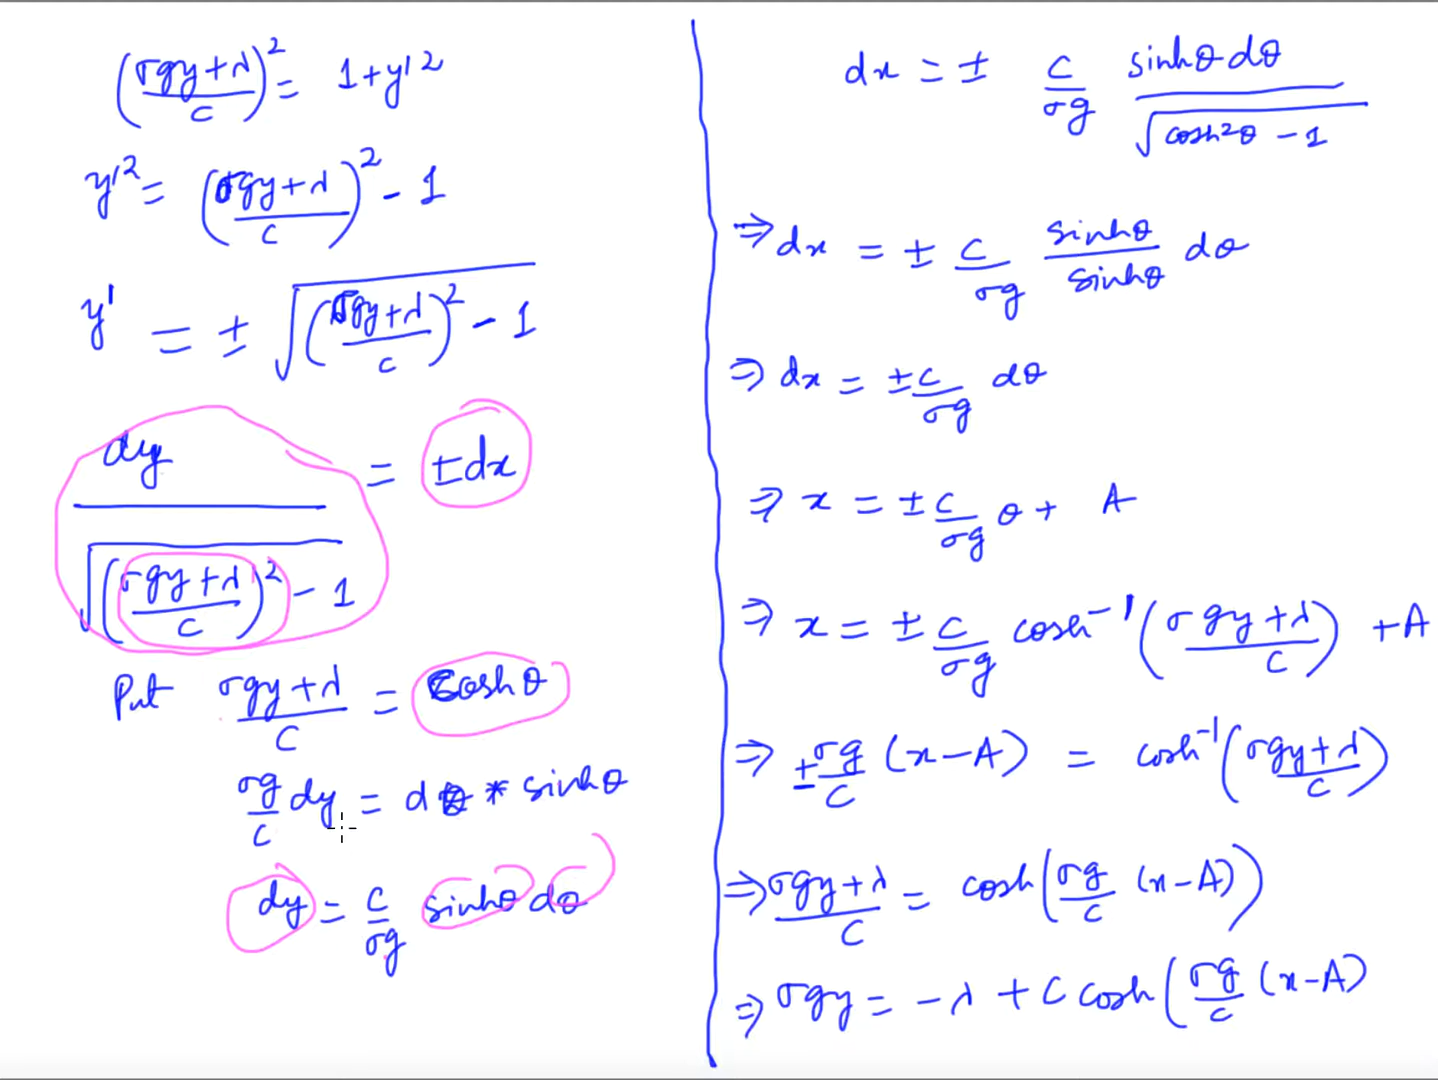 (σgy+λ / c)² = 1+y'²
y'² = (σgy+λ / c)² - 1
y' = ± √((σgy+λ / c)² - 1)
dy / √((σgy+λ / c)² - 1) = ±dx
Put σgy+λ / c = coshθ
σg/c dy = dθ * sinhθ
dy = c/σg sinhθ dθ
dx = ± c/σg sinhθ dθ / √(cosh²θ - 1)
⇒ dx = ± c/σg sinhθ/sinhθ dθ
⇒ dx = ±c/σg dθ
⇒ x = ±c/σg θ + A
⇒ x = ± c/σg cosh⁻¹(σgy+λ / c) + A
⇒ ±σg/c (x-A) = cosh⁻¹(σgy+λ / c)
⇒ σgy+λ / c = cosh(σg/c (x-A))
⇒ σgy = -λ + c cosh(σg/c (x-A)